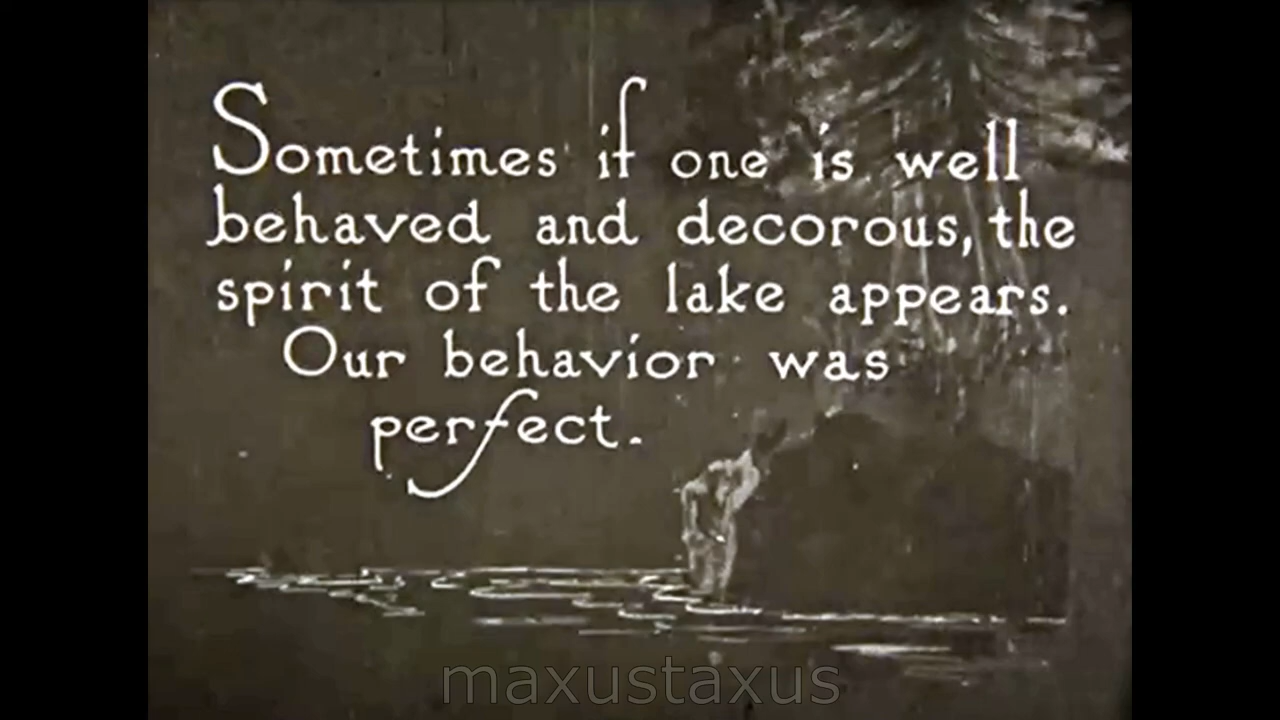 Sometimes if one is well
behaved and decorous, the
spirit of the lake appears.
Our behavior was
perfect.
maxustaxus